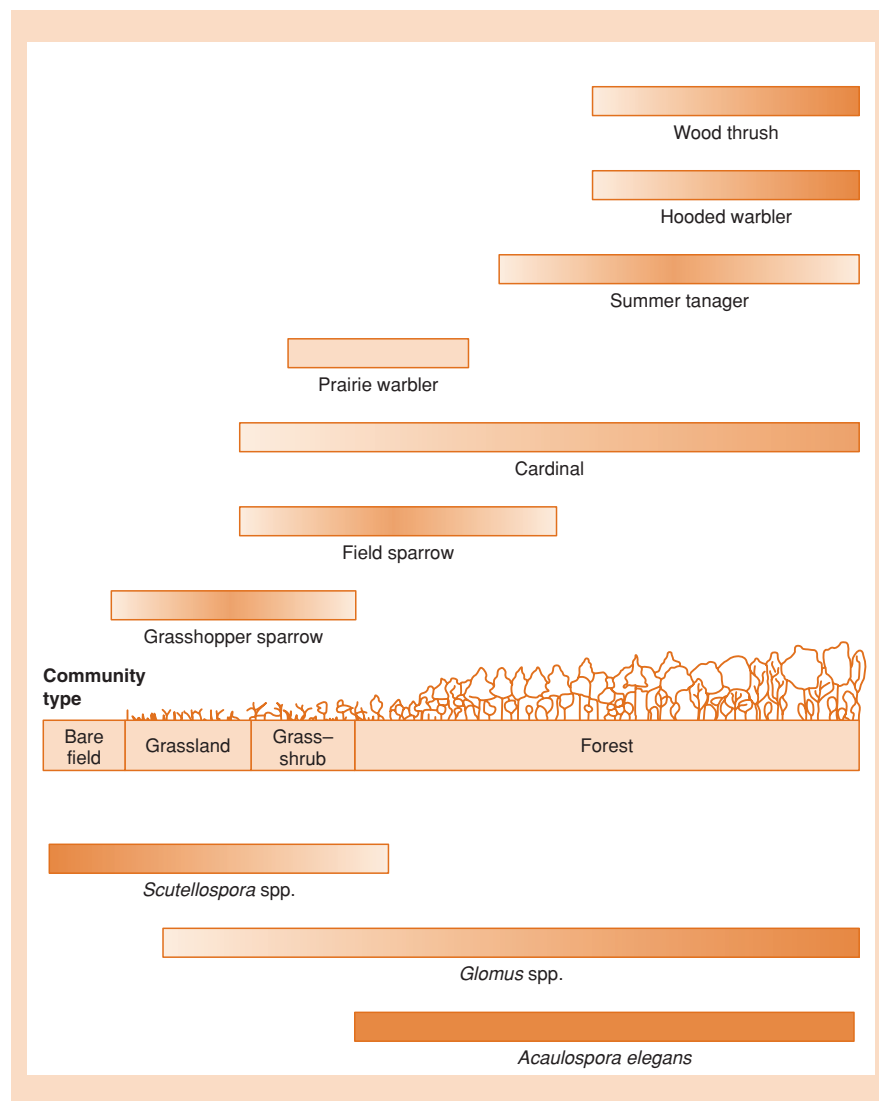 Wood thrush
Hooded warbler
Summer tanager
Prairie warbler
Cardinal
Field sparrow
Grasshopper sparrow
Community
type
Bare
field
Grassland
Grass–
shrub
Forest
Scutellospora spp.
Glomus spp.
Acaulospora elegans